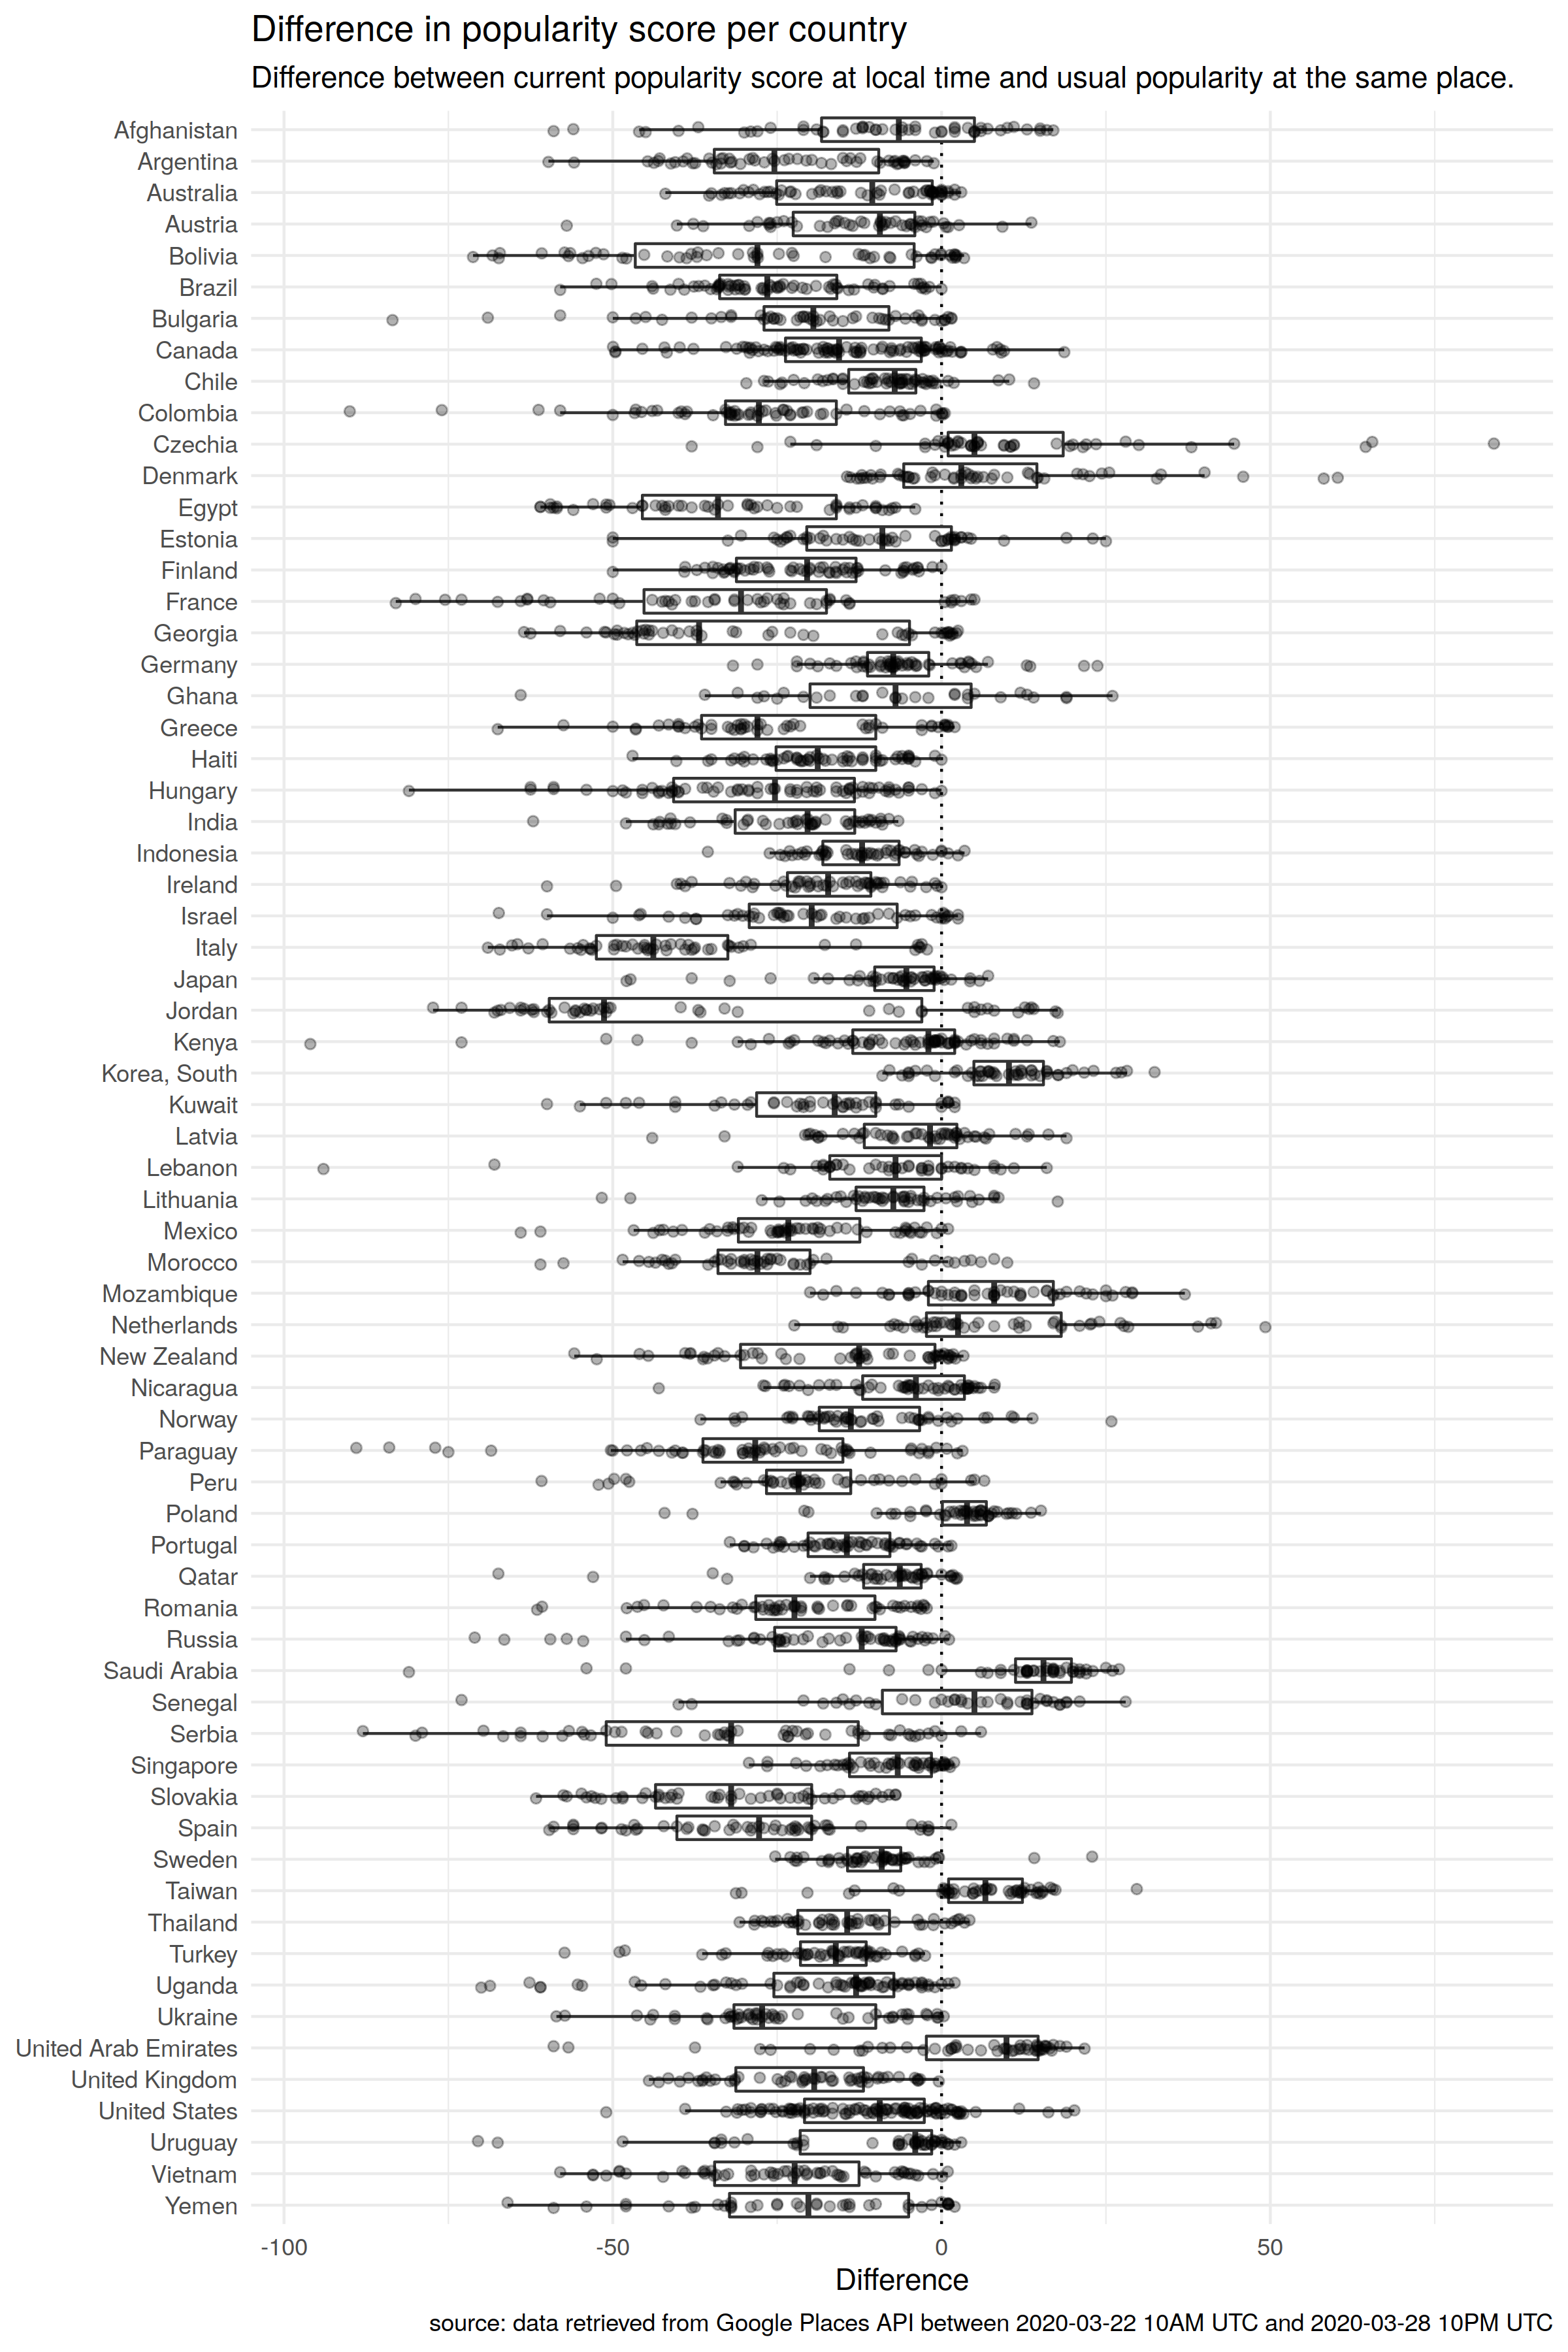 Difference in popularity score per country
Difference between current popularity score at local time and usual popularity at the same place.
Afghanistan
Argentina
Australia
Austria
Bolivia
Brazil
Bulgaria
Canada
Chile
Colombia
Czechia
Denmark
Egypt
Estonia
Finland
France
Georgia
Germany
Ghana
Greece
Haiti
Hungary
India
Indonesia
Ireland
Israel
Italy
Japan
Jordan
Kenya
Korea, South
Kuwait
Latvia
Lebanon
Lithuania
Mexico
Morocco
Mozambique
Netherlands
New Zealand
Nicaragua
Norway
Paraguay
Peru
Poland
Portugal
Qatar
Romania
Russia
Saudi Arabia
Senegal
Serbia
Singapore
Slovakia
Spain
Sweden
Taiwan
Thailand
Turkey
Uganda
Ukraine
United Arab Emirates
United Kingdom
United States
Uruguay
Vietnam
Yemen
-100 -50 0 50
Difference
source: data retrieved from Google Places API between 2020-03-22 10AM UTC and 2020-03-28 10PM UTC